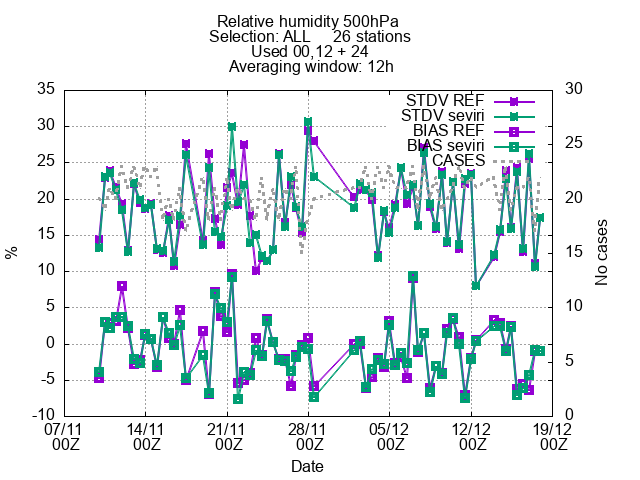 Relative humidity 500hPa
Selection: ALL 26 stations
Used 00,12 + 24
Averaging window: 12h
35
30
25
20
15
10
5
0
-5
-10
%
30
25
20
15
10
5
0
No cases
STDV REF
STDV seviri
BIAS REF
BIAS seviri
CASES
07/11 14/11 21/11 28/11 05/12 12/12 19/12
00Z 00Z 00Z 00Z 00Z 00Z 00Z
Date